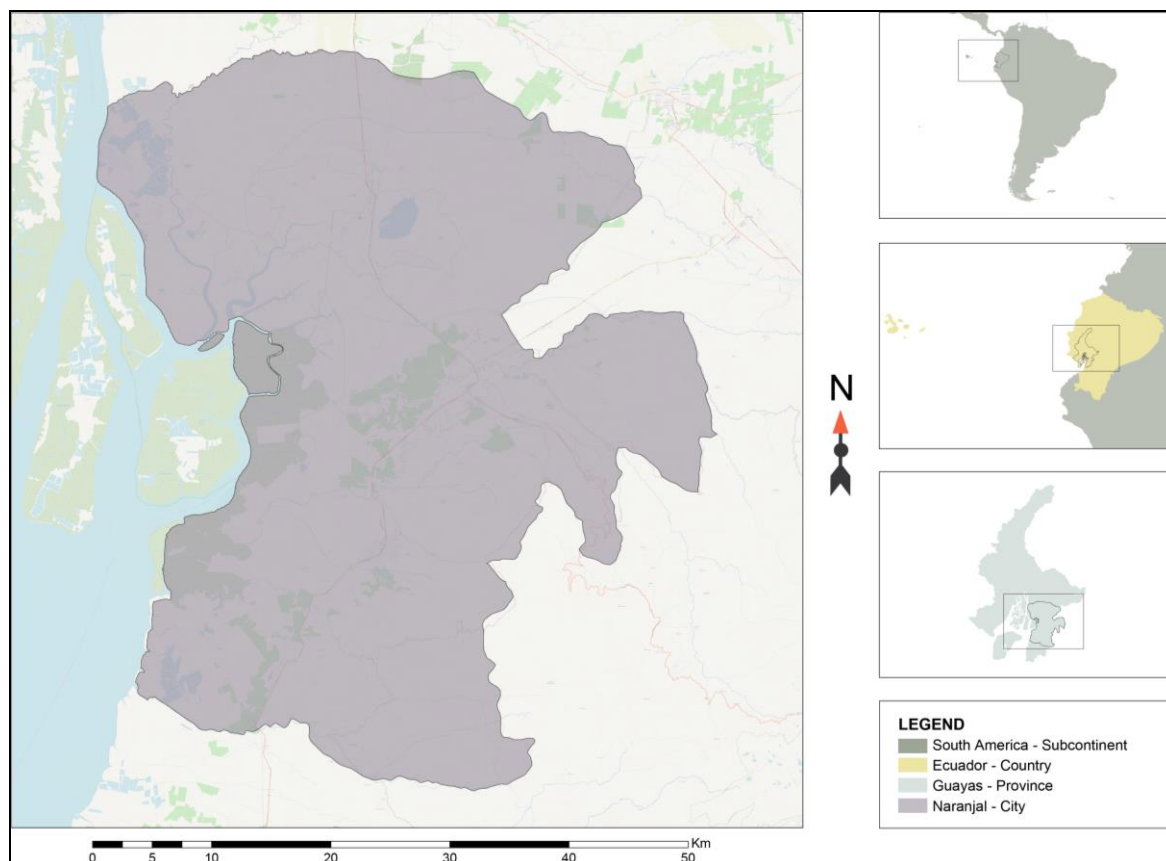 N
LEGEND
South America - Subcontinent
Ecuador - Country
Guayas - Province
Naranjal - City
Km
0 5 10 20 30 40 50